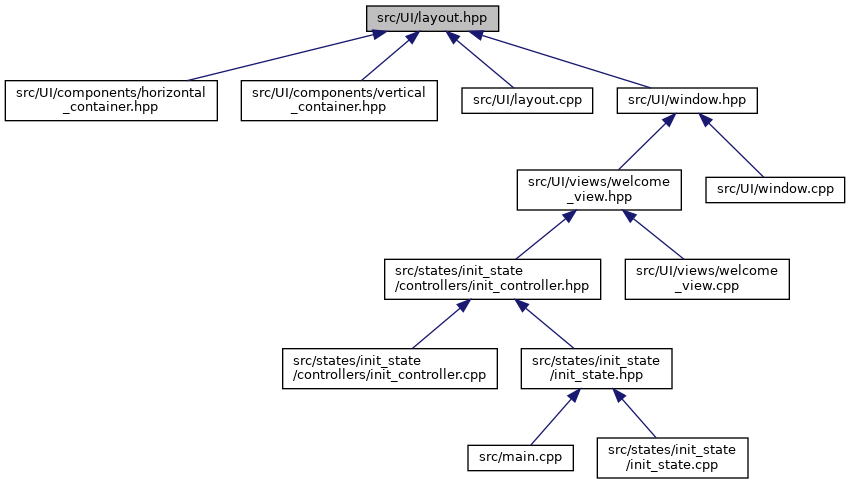 src/UI/layout.hpp
src/UI/components/horizontal
_container.hpp
src/UI/components/vertical
_container.hpp
src/UI/layout.cpp
src/UI/window.hpp
src/UI/views/welcome
_view.hpp
src/UI/window.cpp
src/states/init_state
/controllers/init_controller.hpp
src/UI/views/welcome
_view.cpp
src/states/init_state
/controllers/init_controller.cpp
src/states/init_state
/init_state.hpp
src/main.cpp
src/states/init_state
/init_state.cpp